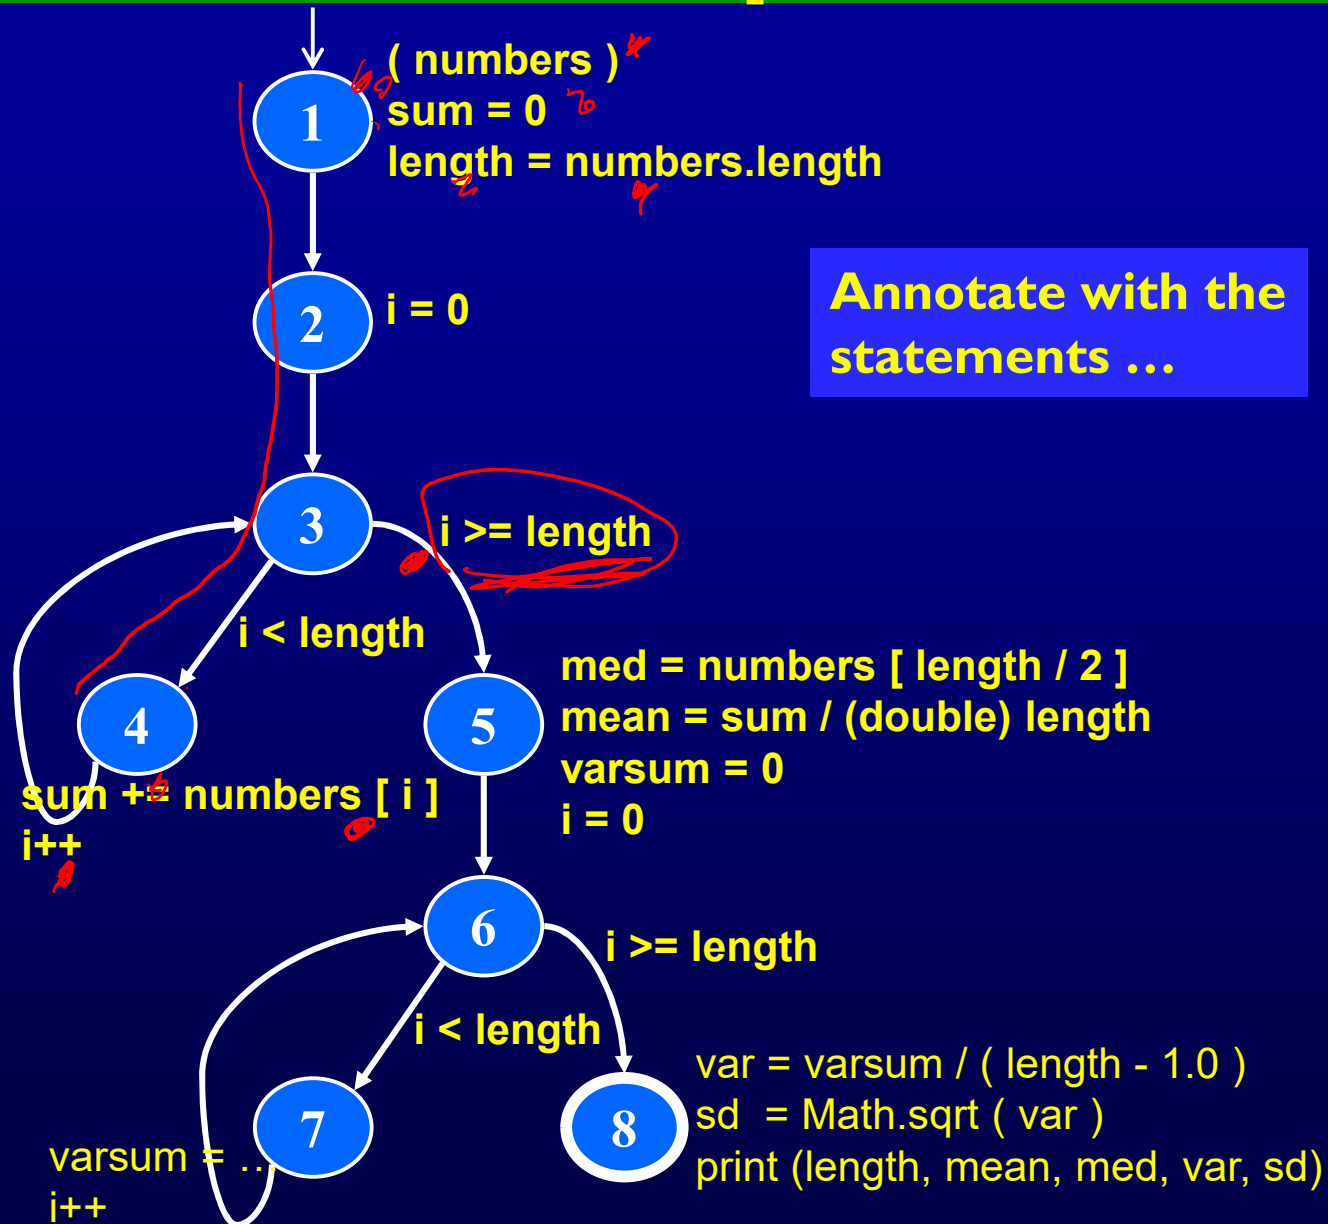 ( numbers )
sum = 0
length = numbers.length
1
i = 0
2
Annotate with the
statements …
3
i >= length
i < length
4
sum += numbers [ i ]
i++
5
med = numbers [ length / 2 ]
mean = sum / (double) length
varsum = 0
i = 0
6
i >= length
i < length
7
varsum = …
i++
8
var = varsum / ( length - 1.0 )
sd = Math.sqrt ( var )
print (length, mean, med, var, sd)